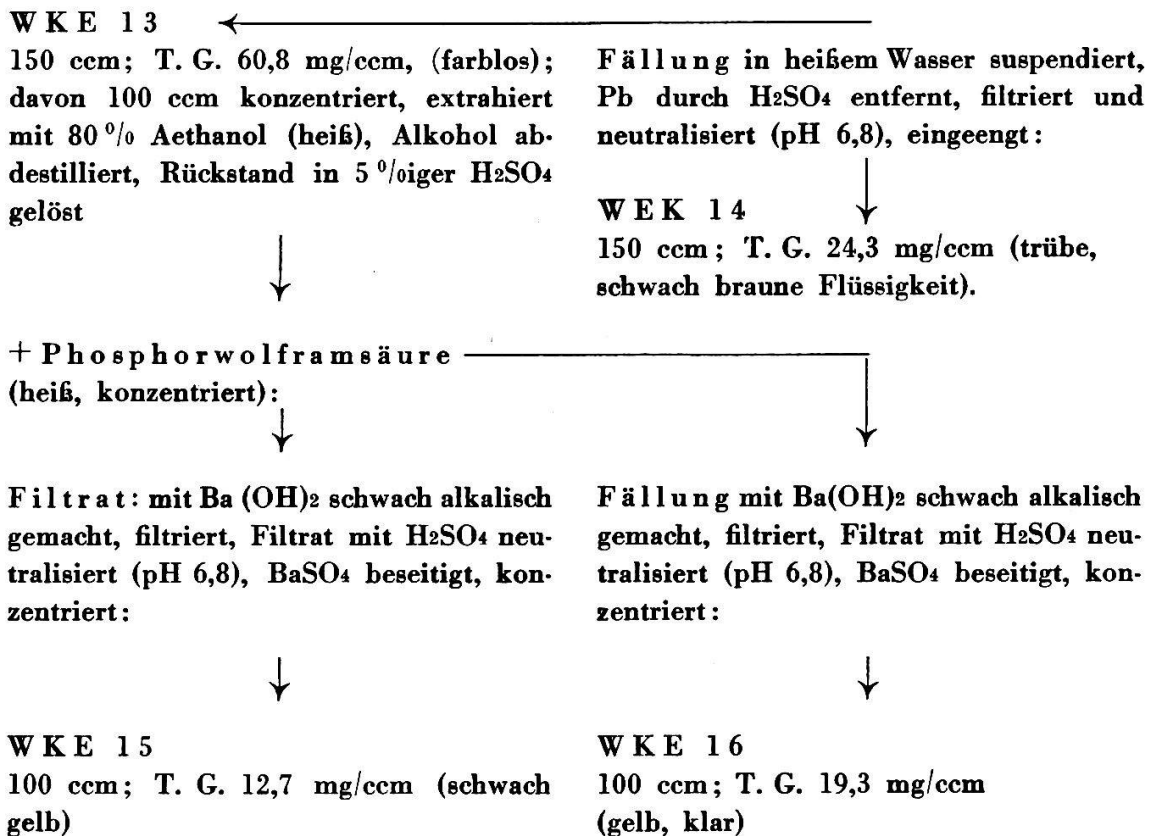 WKE 13
150 ccm; T. G. 60,8 mg/ccm, (farblos);
davon 100 ccm konzentriert, extrahiert
mit 80 % Aethanol (heiß), Alkohol ab-
destilliert, Rückstand in 5 %iger H2SO4
gelöst
Fällung in heißem Wasser suspendiert,
Pb durch H2SO4 entfernt, filtriert und
neutralisiert (pH 6,8), eingeengt:
WEK 14
150 ccm; T. G. 24,3 mg/ccm (trübe,
schwach braune Flüssigkeit).
+ Phosphorwolframsäure
(heiß, konzentriert):
Filtrat: mit Ba (OH)2 schwach alkalisch
gemacht, filtriert, Filtrat mit H2SO4 neu-
tralisiert (pH 6,8), BaSO4 beseitigt, kon-
zentriert:
Fällung mit Ba(OH)2 schwach alkalisch
gemacht, filtriert, Filtrat mit H2SO4 neu-
tralisiert (pH 6,8), BaSO4 beseitigt, kon-
zentriert:
WKE 15
100 ccm; T. G. 12,7 mg/ccm (schwach
gelb)
WKE 16
100 ccm; T. G. 19,3 mg/ccm
(gelb, klar)